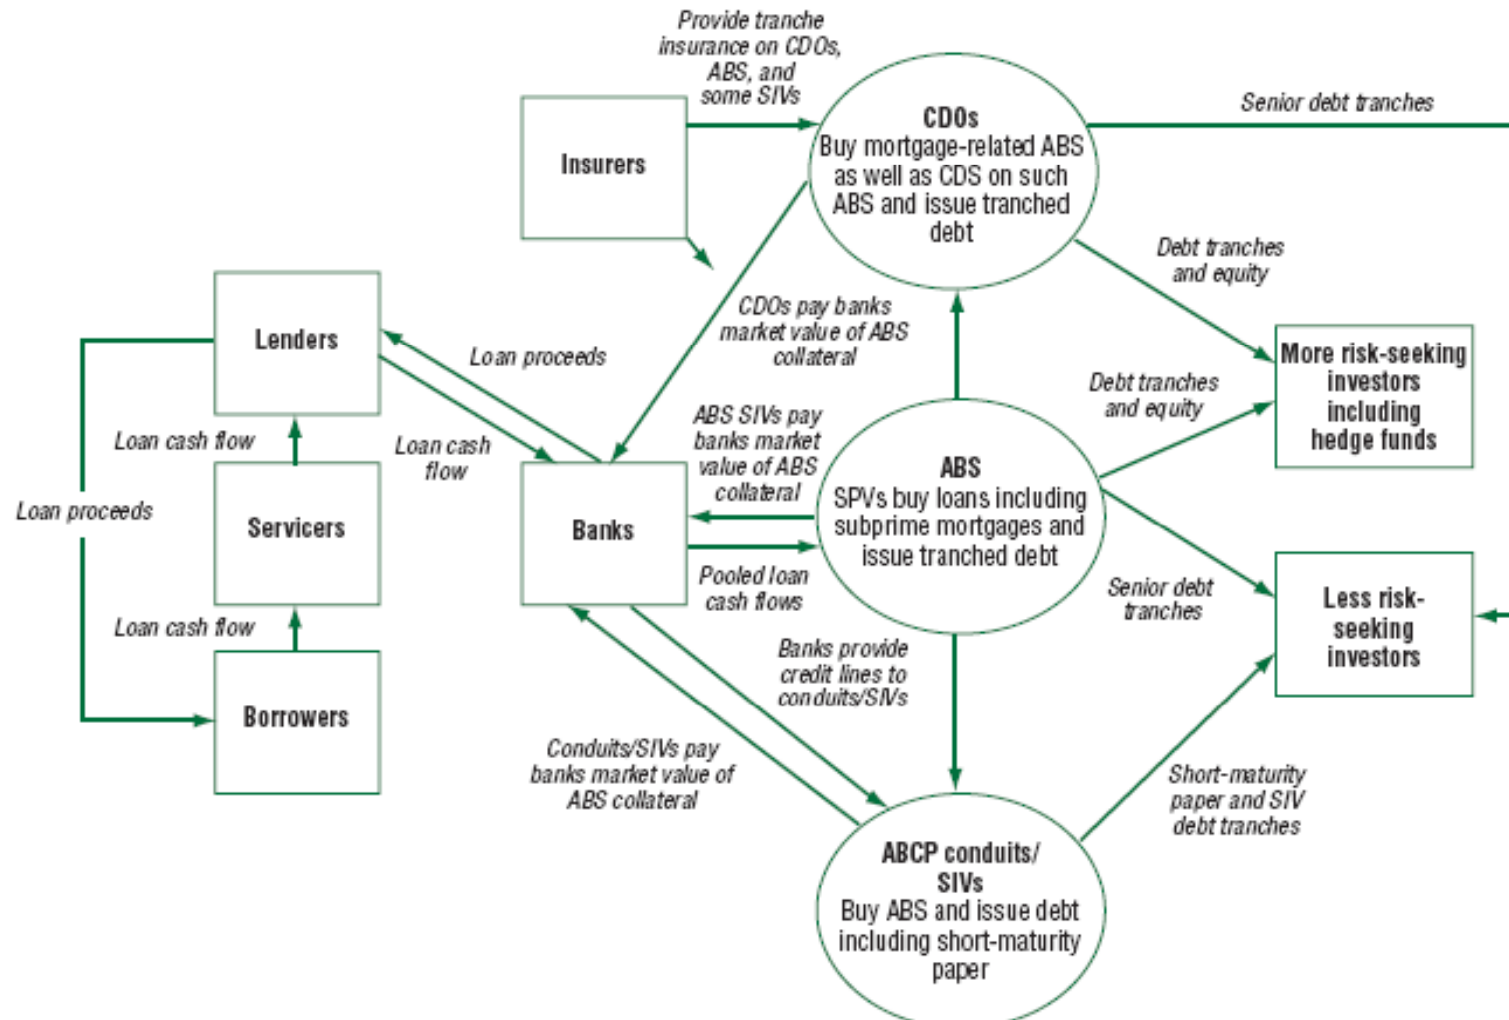 Provide tranche
insurance on CDOs,
ABS, and
some SIVs
Insurers
CDOs
Buy mortgage-related ABS
as well as CDS on such
ABS and issue tranched
debt
Senior debt tranches
Debt tranches
and equity
CDOs pay banks
market value of ABS
collateral
Lenders
Loan proceeds
More risk-seeking
investors
including
hedge funds
Debt tranches
and equity
ABS SIVs pay
banks market
value of ABS
collateral
Loan cash flow
Loan cash
flow
ABS
SPVs buy loans including
subprime mortgages and
issue tranched debt
Loan proceeds
Servicers
Banks
Pooled loan
cash flows
Senior debt
tranches
Less risk-
seeking
investors
Loan cash flow
Banks provide
credit lines to
conduits/SIVs
Borrowers
Conduits/SIVs pay
banks market value of
ABS collateral
Short-maturity
paper and SIV
debt tranches
ABCP conduits/
SIVs
Buy ABS and issue debt
including short-maturity
paper